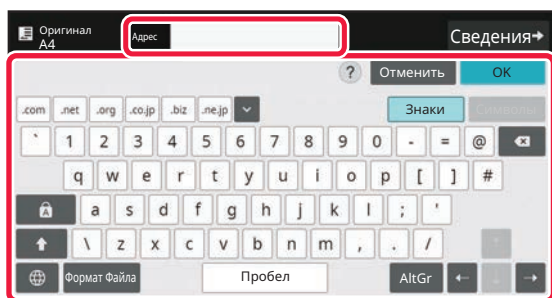 Оригинал
A4
Адрес
Сведения
? Отменить OK
.com .net .org .co.jp .biz .ne.jp Знаки Символы
` 1 2 3 4 5 6 7 8 9 0 - = @
q w e r t y u i o p [ ] #
A a s d f g h j k l ; '
\ z x c v b n m , . /
Формат Файла Пробел AltGr